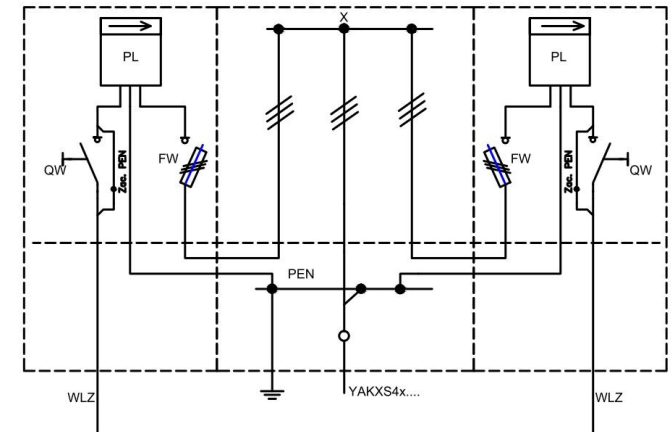 X
PL
PL
QW
Zac. PEN
FW
FW
Zac. PEN
QW
PEN
WLZ
YAKXS4x....
WLZ